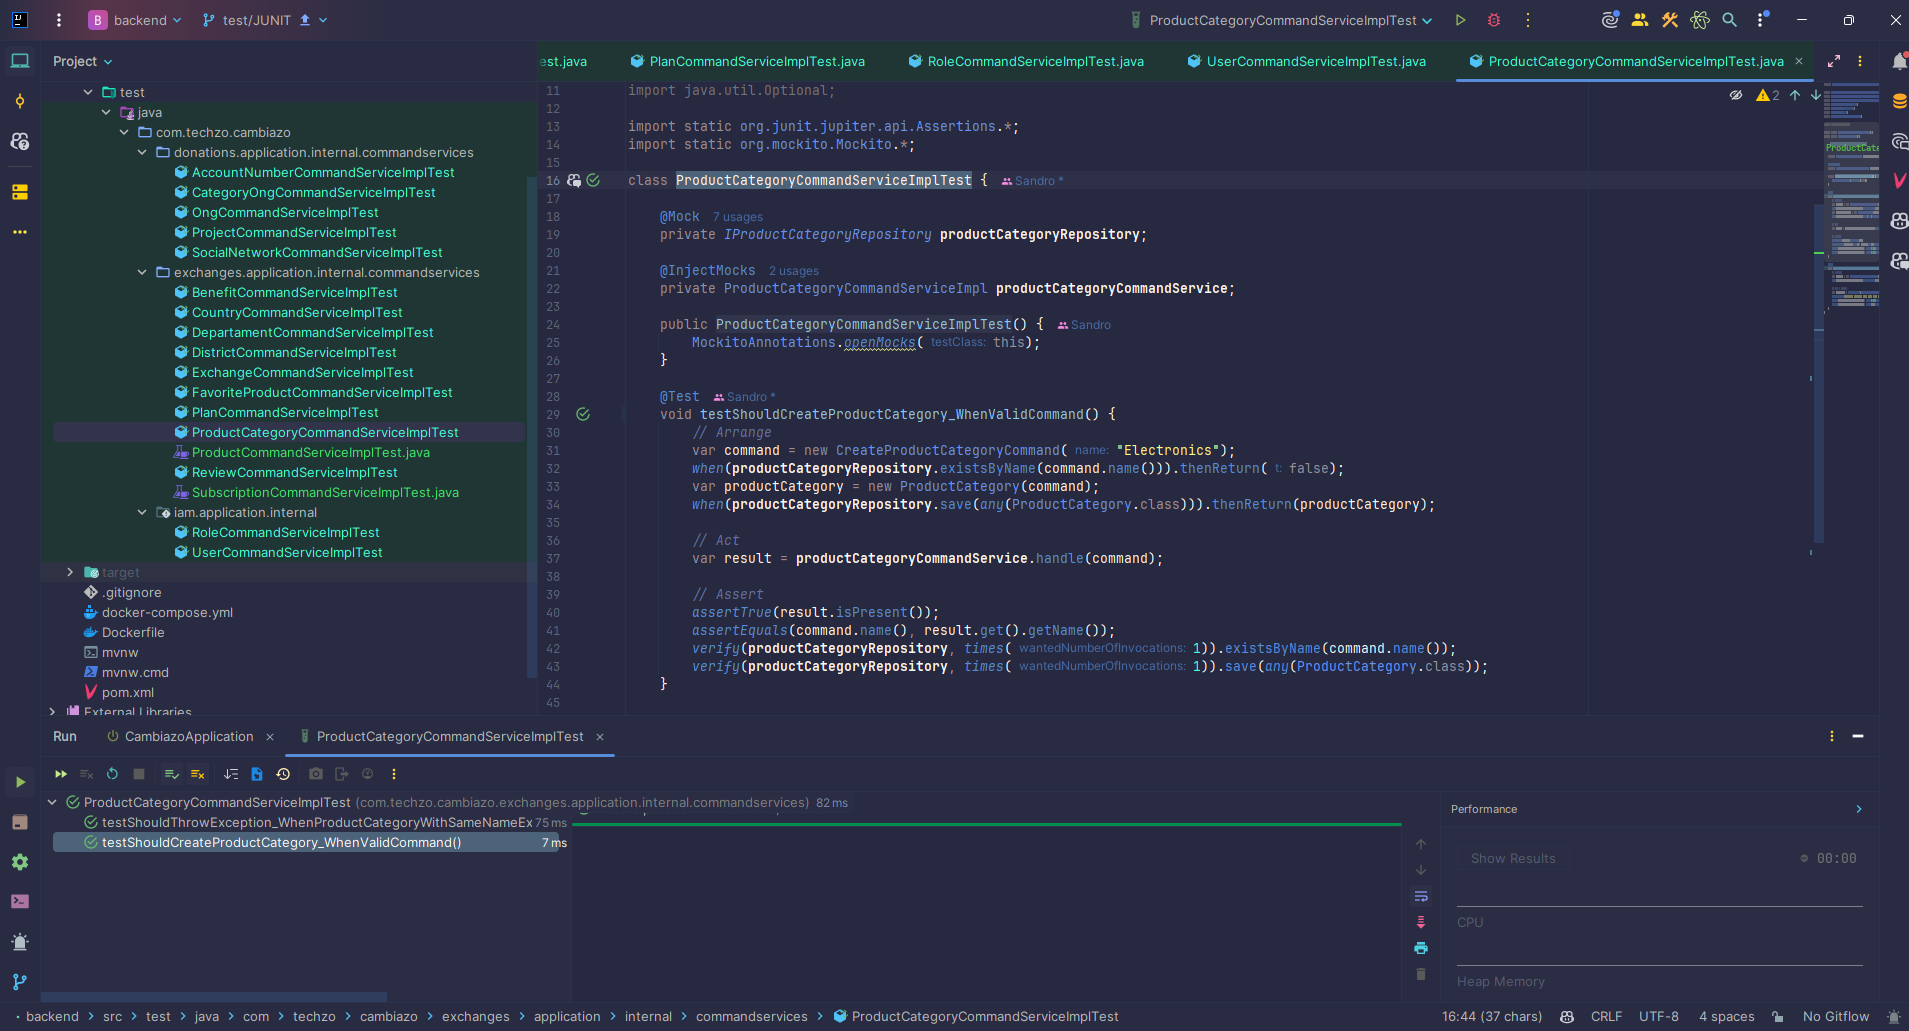 B backend test/JUNIT ProductCategoryCommandServiceImplTest
Project
est.java PlanCommandServiceImplTest.java RoleCommandServiceImplTest.java UserCommandServiceImplTest.java ProductCategoryCommandServiceImplTest.java
test
java
com.techzo.cambiazo
donations.application.internal.commandservices
AccountNumberCommandServiceImplTest
CategoryOngCommandServiceImplTest
OngCommandServiceImplTest
ProjectCommandServiceImplTest
SocialNetworkCommandServiceImplTest
exchanges.application.internal.commandservices
BenefitCommandServiceImplTest
CountryCommandServiceImplTest
DepartamentCommandServiceImplTest
DistrictCommandServiceImplTest
ExchangeCommandServiceImplTest
FavoriteProductCommandServiceImplTest
PlanCommandServiceImplTest
ProductCategoryCommandServiceImplTest
ProductCommandServiceImplTest.java
ReviewCommandServiceImplTest
SubscriptionCommandServiceImplTest.java
iam.application.internal
RoleCommandServiceImplTest
UserCommandServiceImplTest
target
.gitignore
docker-compose.yml
Dockerfile
mvnw
mvnw.cmd
pom.xml
External Libraries
11 import java.util.Optional;
12
13 import static org.junit.jupiter.api.Assertions.*;
14 import static org.mockito.Mockito.*;
15
16 class ProductCategoryCommandServiceImplTest { Sandro *
17
18 @Mock 7 usages
19 private IProductCategoryRepository productCategoryRepository;
20
21 @InjectMocks 2 usages
22 private ProductCategoryCommandServiceImpl productCategoryCommandService;
23
24 public ProductCategoryCommandServiceImplTest() { Sandro
25 MockitoAnnotations.openMocks( testClass: this);
26 }
27
28 @Test Sandro *
29 void testShouldCreateProductCategory_WhenValidCommand() {
30 // Arrange
31 var command = new CreateProductCategoryCommand( name: "Electronics");
32 when(productCategoryRepository.existsByName(command.name())).thenReturn( t: false);
33 var productCategory = new ProductCategory(command);
34 when(productCategoryRepository.save(any(ProductCategory.class))).thenReturn(productCategory);
35
36 // Act
37 var result = productCategoryCommandService.handle(command);
38
39 // Assert
40 assertTrue(result.isPresent());
41 assertEquals(command.name(), result.get().getName());
42 verify(productCategoryRepository, times( wantedNumberOfInvocations: 1)).existsByName(command.name());
43 verify(productCategoryRepository, times( wantedNumberOfInvocations: 1)).save(any(ProductCategory.class));
44 }
45
2
ProductCate
Run CambiazoApplication ProductCategoryCommandServiceImplTest
ProductCategoryCommandServiceImplTest (com.techzo.cambiazo.exchanges.application.internal.commandservices) 82 ms
testShouldThrowException_WhenProductCategoryWithSameNameEx 75 ms
testShouldCreateProductCategory_WhenValidCommand() 7 ms
Performance
Show Results 00:00
CPU
Heap Memory
backend src test java com techzo cambiazo exchanges application internal commandservices ProductCategoryCommandServiceImplTest
16:44 (37 chars) CRLF UTF-8 4 spaces No Gitflow